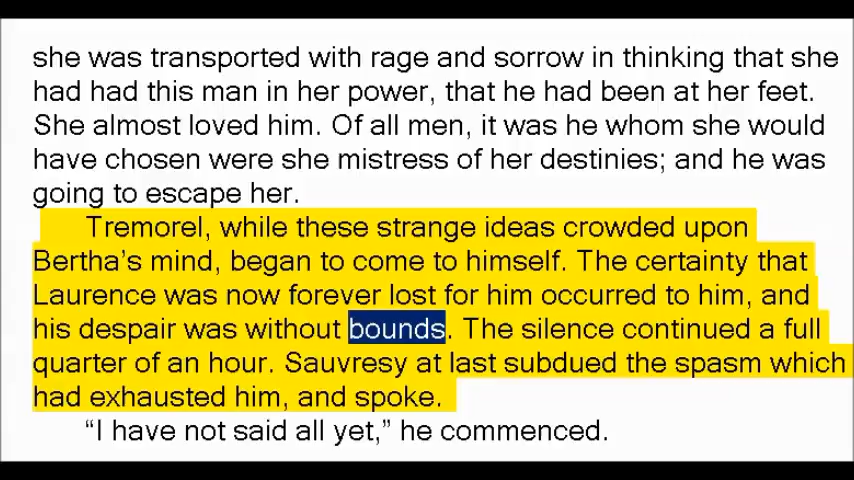 she was transported with rage and sorrow in thinking that she
had had this man in her power, that he had been at her feet.
She almost loved him. Of all men, it was he whom she would
have chosen were she mistress of her destinies; and he was
going to escape her.
Tremorel, while these strange ideas crowded upon
Bertha’s mind, began to come to himself. The certainty that
Laurence was now forever lost for him occurred to him, and
his despair was without bounds. The silence continued a full
quarter of an hour. Sauvresy at last subdued the spasm which
had exhausted him, and spoke.
“I have not said all yet,” he commenced.